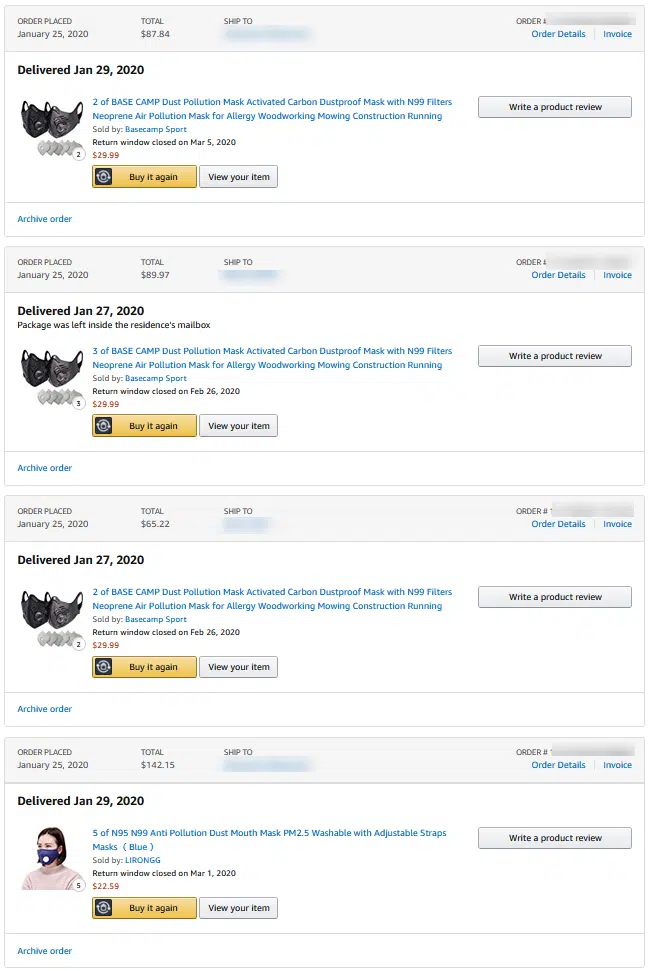 ORDER PLACED TOTAL SHIP TO ORDER #
January 25, 2020 $87.84 Order Details Invoice
Delivered Jan 29, 2020
2 of BASE CAMP Dust Pollution Mask Activated Carbon Dustproof Mask with N99 Filters
Neoprene Air Pollution Mask for Allergy Woodworking Mowing Construction Running
Write a product review
Sold by: Basecamp Sport
Return window closed on Mar 5, 2020
2
$29.99
Buy it again View your item
Archive order
ORDER PLACED TOTAL SHIP TO ORDER #
January 25, 2020 $89.97 Order Details Invoice
Delivered Jan 27, 2020
Package was left inside the residence's mailbox
3 of BASE CAMP Dust Pollution Mask Activated Carbon Dustproof Mask with N99 Filters
Neoprene Air Pollution Mask for Allergy Woodworking Mowing Construction Running
Write a product review
Sold by: Basecamp Sport
Return window closed on Feb 26, 2020
3
$29.99
Buy it again View your item
Archive order
ORDER PLACED TOTAL SHIP TO ORDER #
January 25, 2020 $65.22 Order Details Invoice
Delivered Jan 27, 2020
2 of BASE CAMP Dust Pollution Mask Activated Carbon Dustproof Mask with N99 Filters
Neoprene Air Pollution Mask for Allergy Woodworking Mowing Construction Running
Write a product review
Sold by: Basecamp Sport
Return window closed on Feb 26, 2020
2
$29.99
Buy it again View your item
Archive order
ORDER PLACED TOTAL SHIP TO ORDER #
January 25, 2020 $142.15 Order Details Invoice
Delivered Jan 29, 2020
5 of N95 N99 Anti Pollution Dust Mouth Mask PM2.5 Washable with Adjustable Straps
Masks ( Blue )
Write a product review
Sold by: LIRONGG
Return window closed on Mar 1, 2020
5
$22.59
Buy it again View your item
Archive order